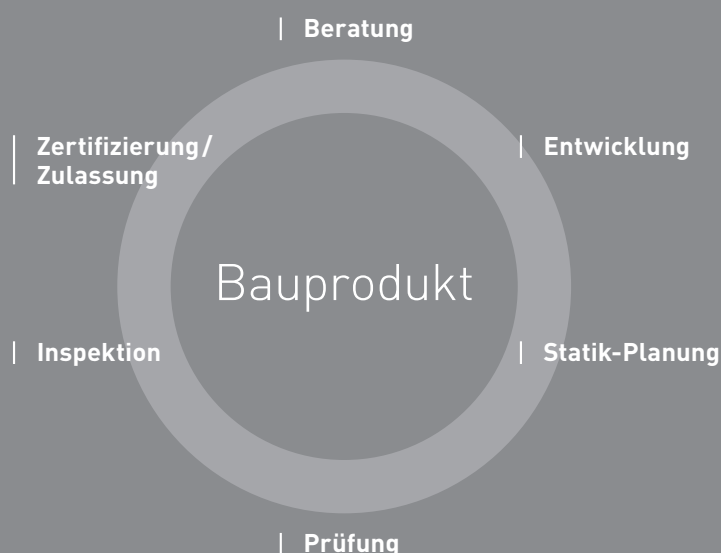 Beratung
Zertifizierung/
Zulassung
Entwicklung
Bauprodukt
Inspektion
Statik-Planung
Prüfung